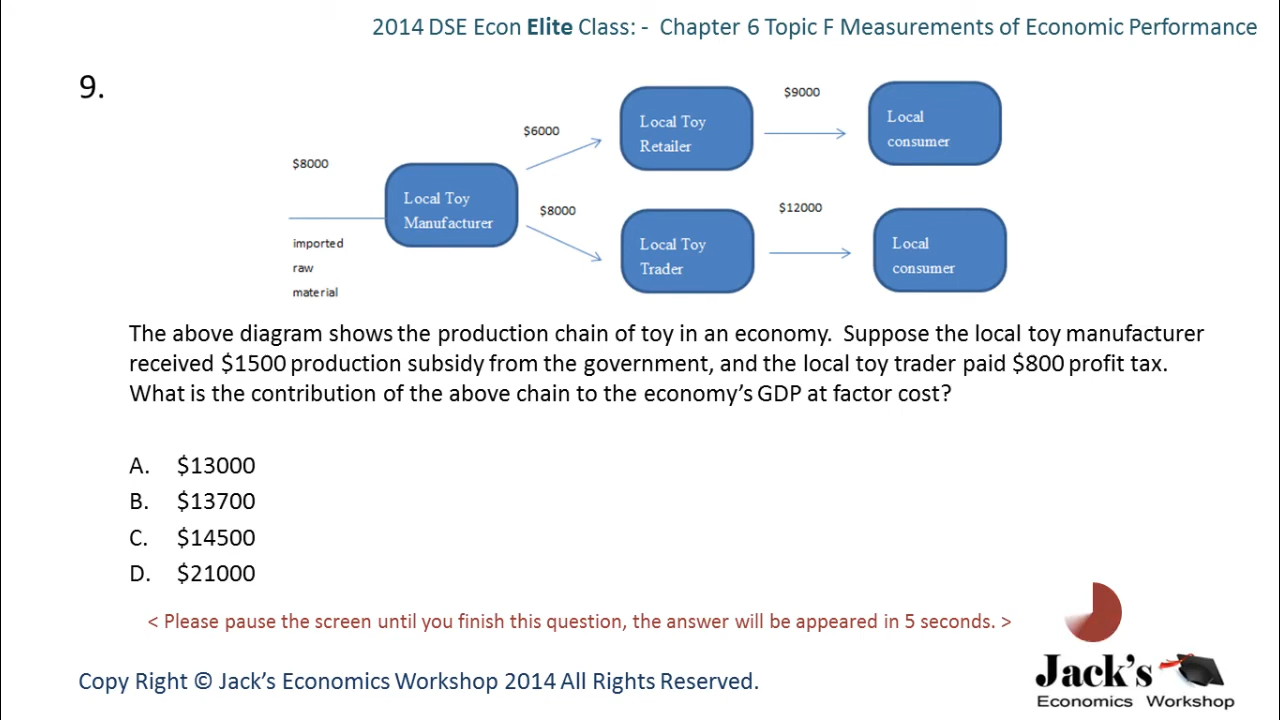 2014 DSE Econ Elite Class: - Chapter 6 Topic F Measurements of Economic Performance
9.
$8000
imported
raw
material
Local Toy
Manufacturer
$6000
$8000
Local Toy
Retailer
$9000
Local
consumer
Local Toy
Trader
$12000
Local
consumer
The above diagram shows the production chain of toy in an economy. Suppose the local toy manufacturer
received $1500 production subsidy from the government, and the local toy trader paid $800 profit tax.
What is the contribution of the above chain to the economy's GDP at factor cost?
A. $13000
B. $13700
C. $14500
D. $21000
< Please pause the screen until you finish this question, the answer will be appeared in 5 seconds. >
Copy Right © Jack's Economics Workshop 2014 All Rights Reserved.
Jack's
Economics Workshop